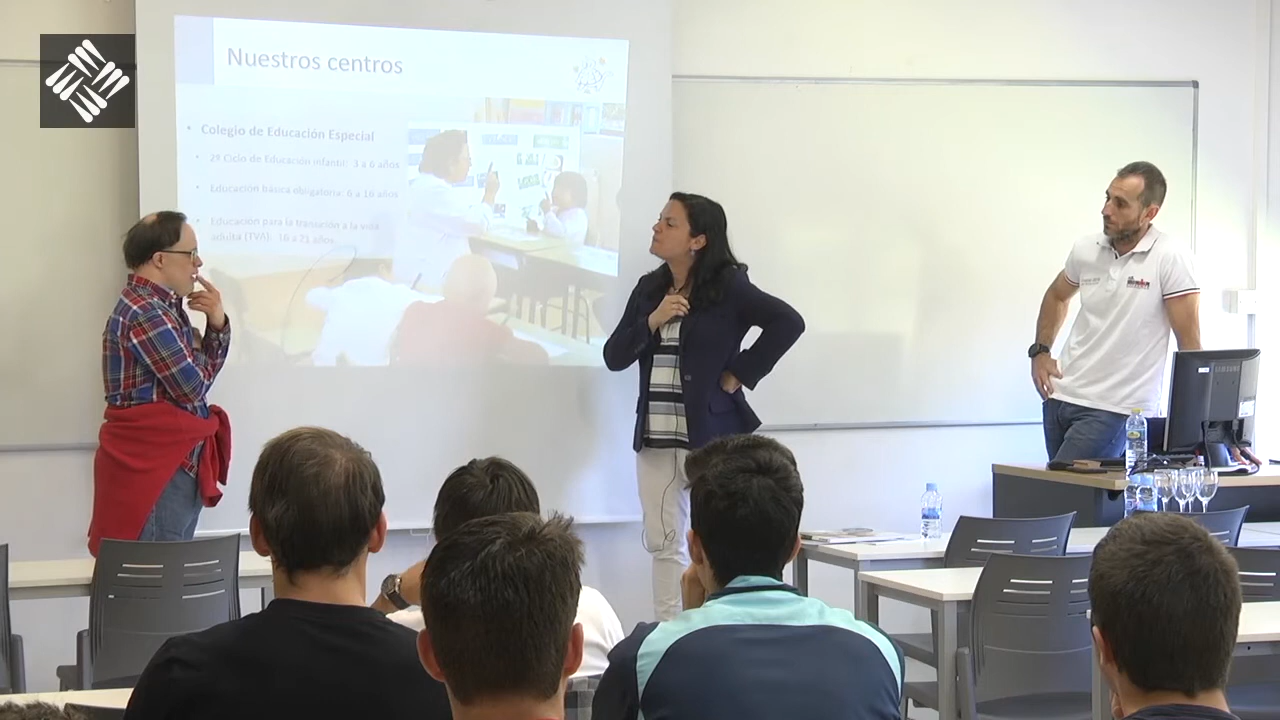 Nuestros centros
• Colegio de Educación Especial
• 2º Ciclo de Educación infantil: 3 a 6 años
• Educación básica obligatoria: 6 a 16 años
• Educación para la transición a la vida
adulta (TVA): 16 a 21 años.
SAMSUNG